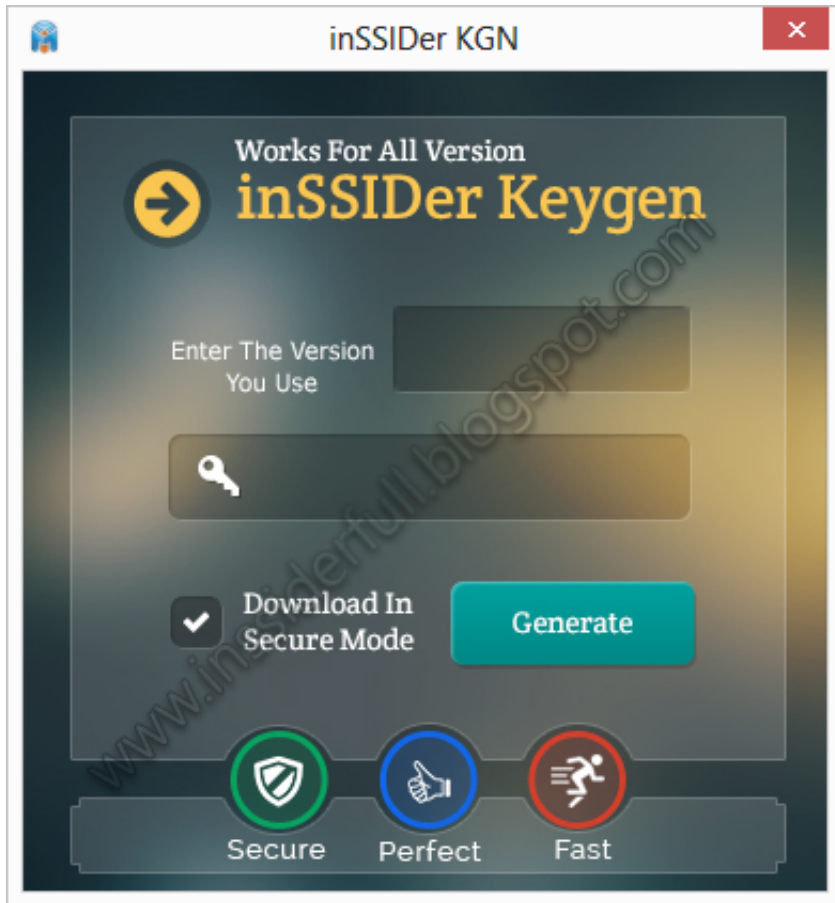 inSSIDer KGN
Works For All Version
inSSIDer Keygen
Enter The Version
You Use
Download In
Secure Mode
Generate
www.inssiderfull.blogspot.com
Secure
Perfect
Fast